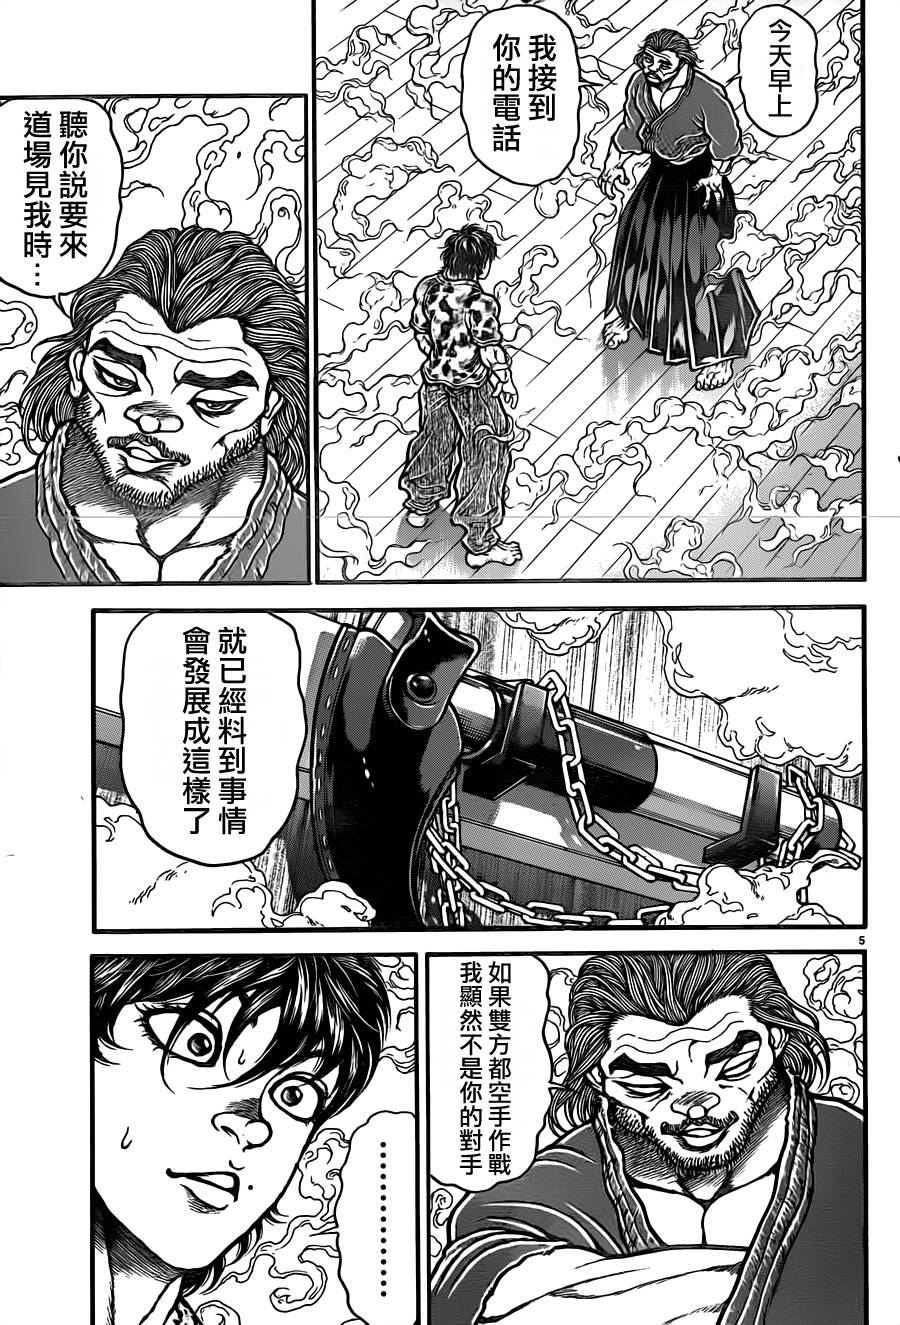 今天早上
我接到
你的電話
聽你說要來
道場見我時…
就已經料到事情
會發展成這樣了
5
如果雙方都空手作戰
我顯然不是你的對手
…………